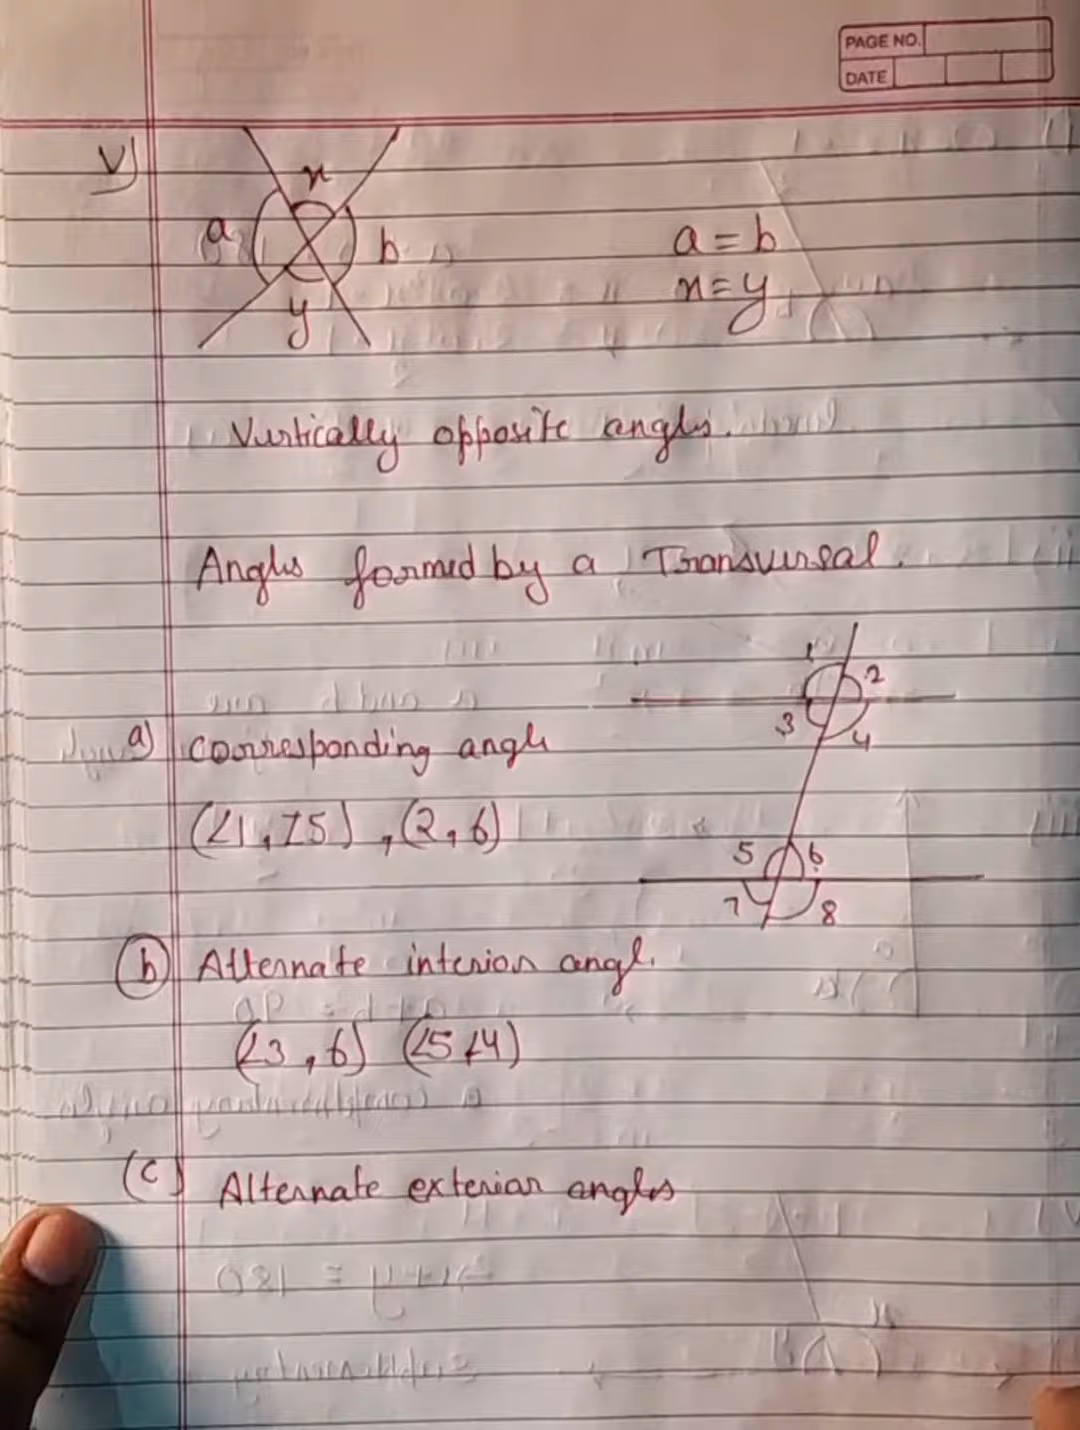 PAGE NO.
DATE
V)
x
a
b
y
a = b
x = y
Vertically opposite angles.
Angles formed by a Transversal.
1
2
3
4
a) Corresponding angle
(∠1, ∠5), (2, 6)
5
6
7
8
(b) Alternate interior angl.
(∠3, 6) (∠5 ∠4)
(c) Alternate exterior angles